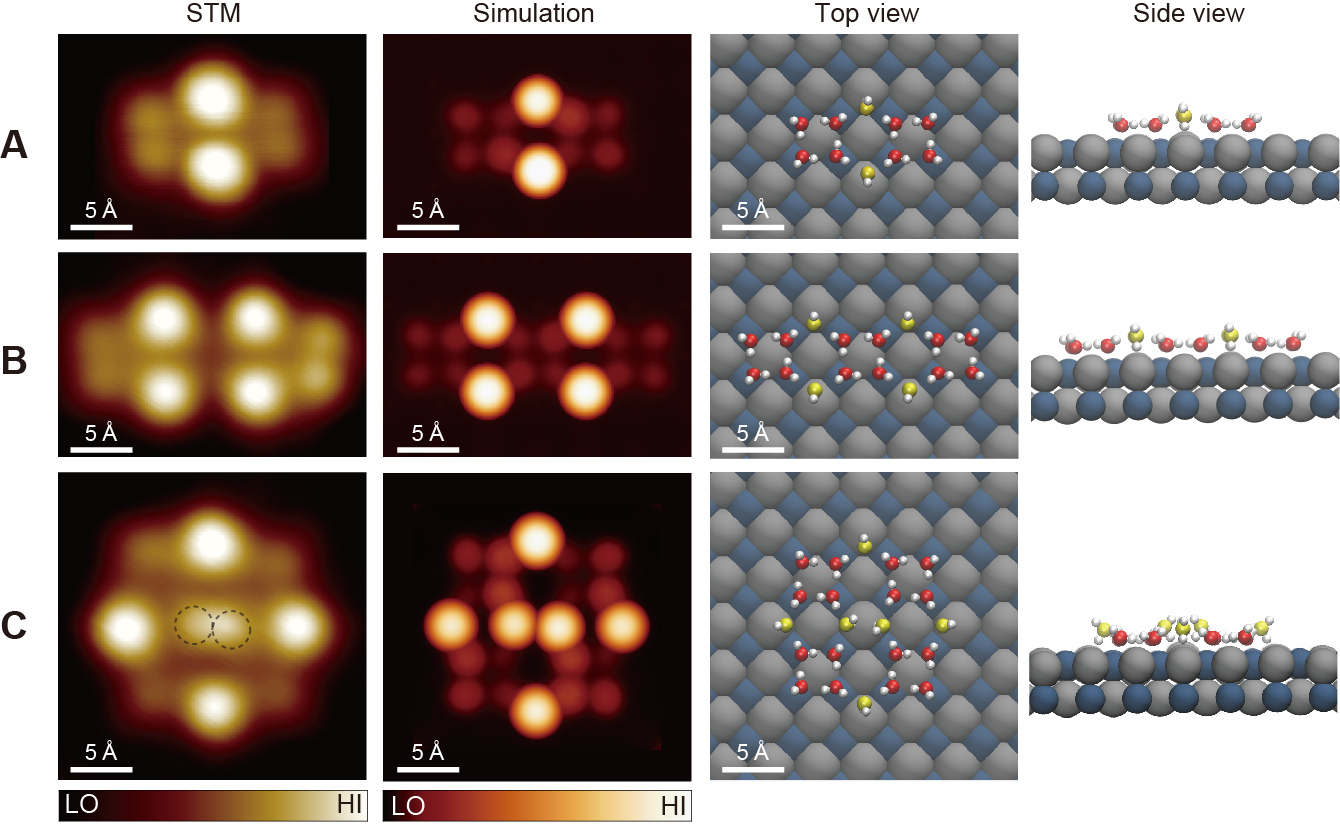 STM Simulation Top view Side view
A
5 Å 5 Å 5 Å
B
5 Å 5 Å 5 Å
C
5 Å 5 Å 5 Å
LO HI LO HI